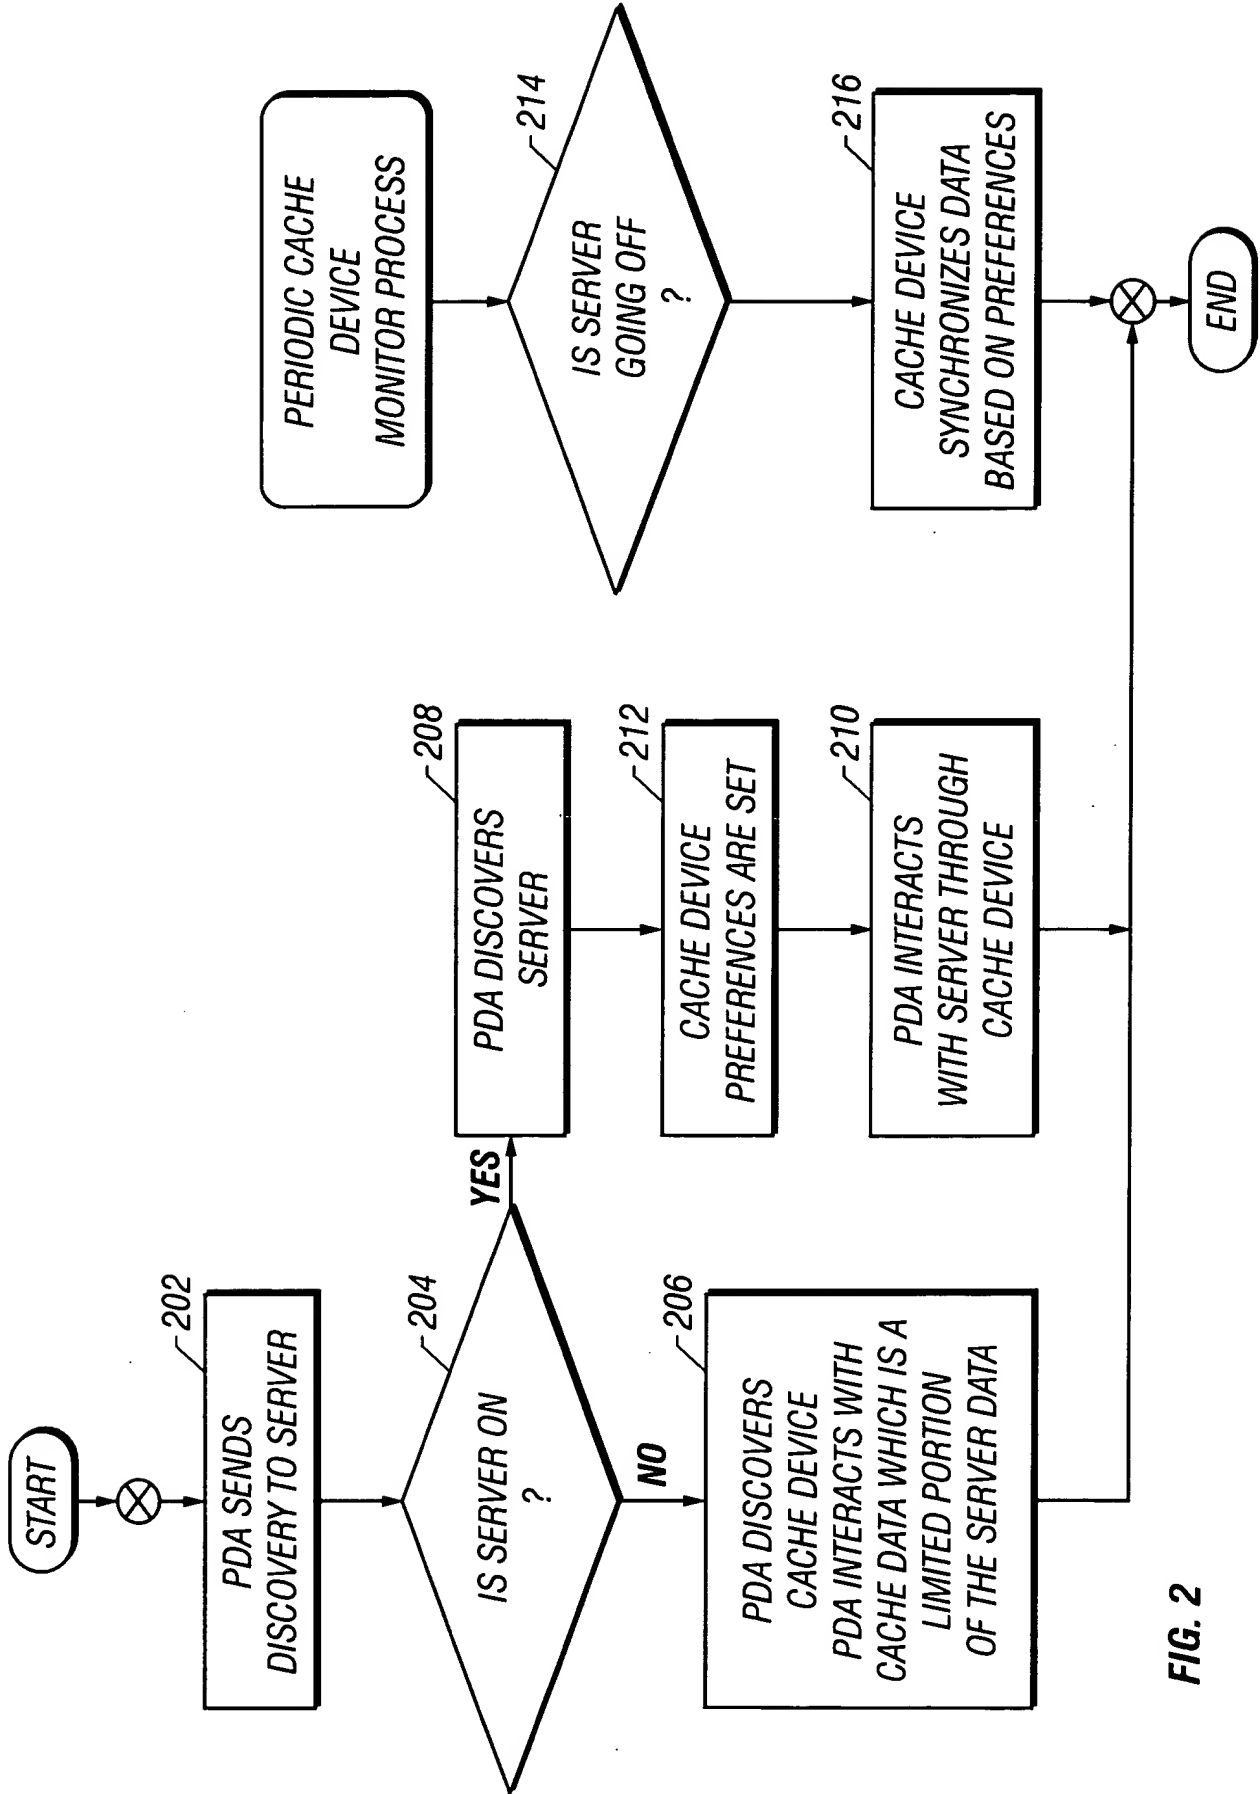 START
202
PDA SENDS
DISCOVERY TO SERVER
204
IS SERVER ON
?
YES
NO
206
PDA DISCOVERS
CACHE DEVICE
PDA INTERACTS WITH
CACHE DATA WHICH IS A
LIMITED PORTION
OF THE SERVER DATA
208
PDA DISCOVERS
SERVER
212
CACHE DEVICE
PREFERENCES ARE SET
210
PDA INTERACTS
WITH SERVER THROUGH
CACHE DEVICE
PERIODIC CACHE
DEVICE
MONITOR PROCESS
214
IS SERVER
GOING OFF
?
216
CACHE DEVICE
SYNCHRONIZES DATA
BASED ON PREFERENCES
END
FIG. 2